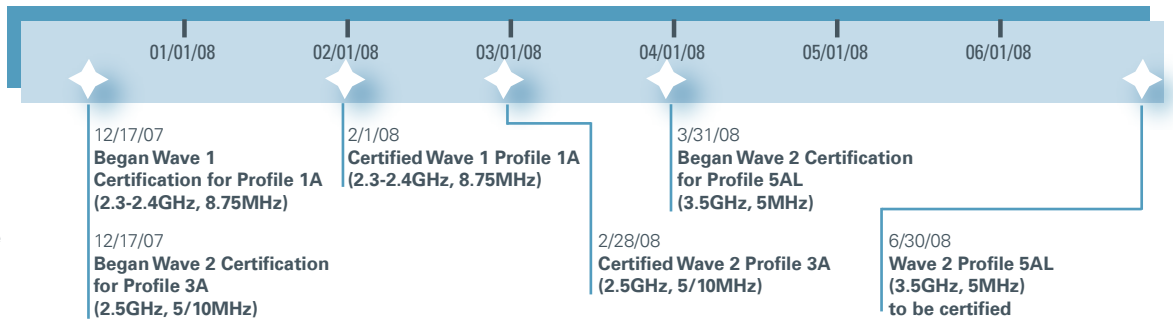 01/01/08
02/01/08
03/01/08
04/01/08
05/01/08
06/01/08
12/17/07
Began Wave 1
Certification for Profile 1A
(2.3-2.4GHz, 8.75MHz)
12/17/07
Began Wave 2 Certification
for Profile 3A
(2.5GHz, 5/10MHz)
2/1/08
Certified Wave 1 Profile 1A
(2.3-2.4GHz, 8.75MHz)
2/28/08
Certified Wave 2 Profile 3A
(2.5GHz, 5/10MHz)
3/31/08
Began Wave 2 Certification
for Profile 5AL
(3.5GHz, 5MHz)
6/30/08
Wave 2 Profile 5AL
(3.5GHz, 5MHz)
to be certified